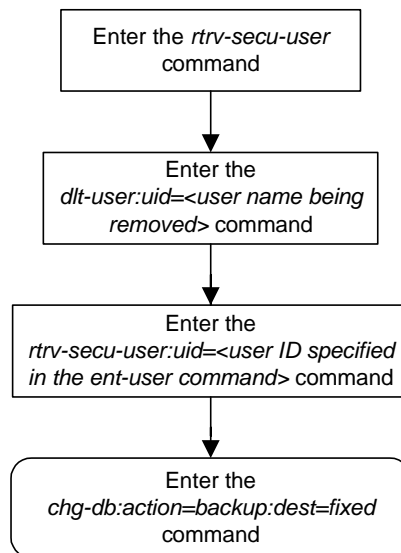 Enter the rtrv-secu-user
command
Enter the
dlt-user:uid=<user name being
removed> command
Enter the
rtrv-secu-user:uid=<user ID specified
in the ent-user command> command
Enter the
chg-db:action=backup:dest=fixed
command